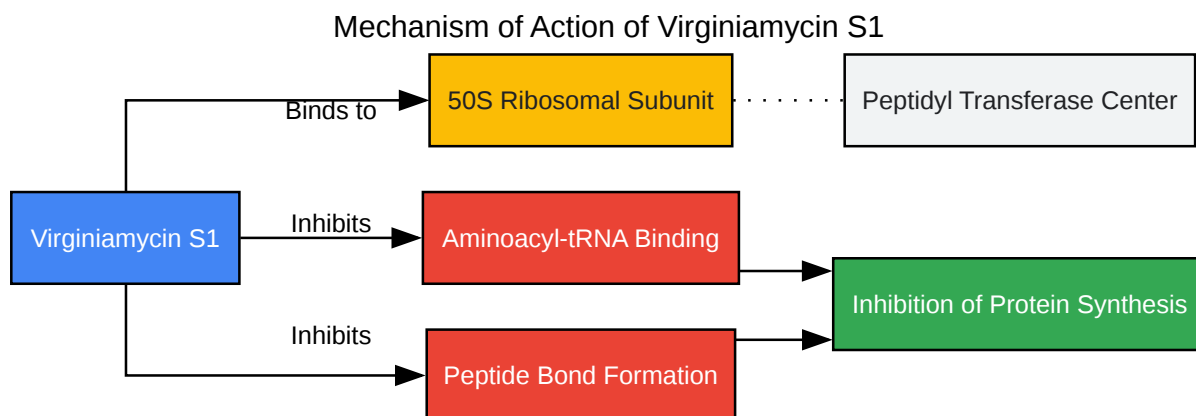 Mechanism of Action of Virginiamycin S1
Binds to
50S Ribosomal Subunit
Peptidyl Transferase Center
Virginiamycin S1
Inhibits
Aminoacyl-tRNA Binding
Inhibition of Protein Synthesis
Inhibits
Peptide Bond Formation